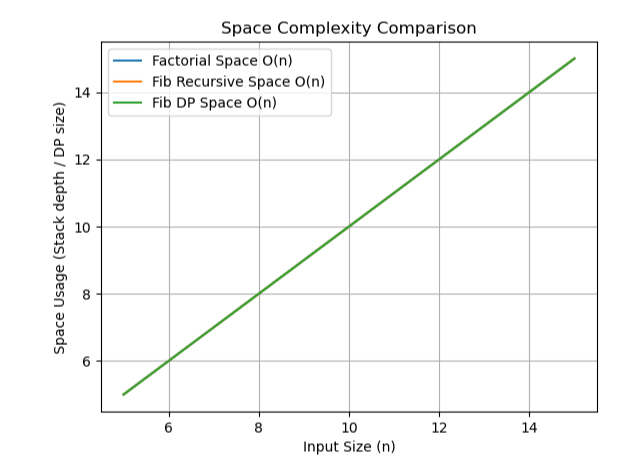 Space Complexity Comparison
Factorial Space O(n)
Fib Recursive Space O(n)
Fib DP Space O(n)
Space Usage (Stack depth / DP size)
14
12
10
8
6
6 8 10 12 14
Input Size (n)